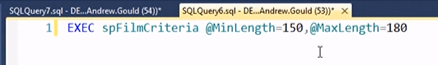 SQLQuery7.sql - DE...Andrew.Gould (54))* SQLQuery6.sql - DE...Andrew.Gould (53))*
1 EXEC spFilmCriteria @MinLength=150,@MaxLength=180